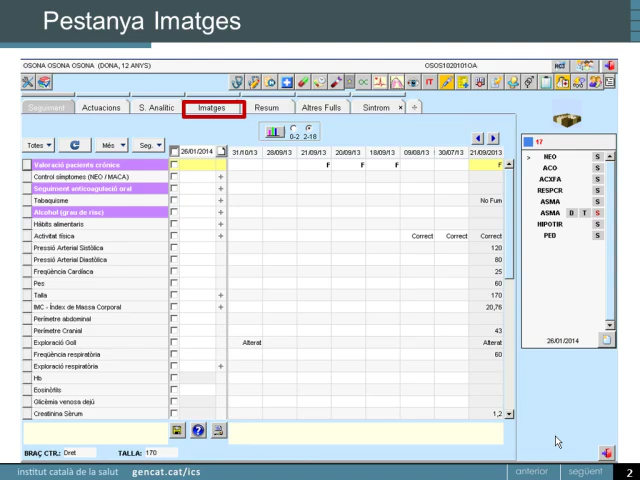 Pestanya Imatges
OSONA OSONA OSONA (DONA, 12 ANYS) OSOS10201010A
HC3
IT
Seguiment Actuacions S. Analític Imatges Resum Altres Fulls Sintrom × +
Totes Més Seg. 0-2 2-18
26/01/2014 31/10/13 28/09/13 21/09/13 20/09/13 18/09/13 09/08/13 30/07/13 21/09/2013
Valoració paciente crònico F F F F
Control símptomes (NEO / MACA) +
Seguiment anticoagulació oral
Tabaquisme + No Fum
Alcohol (grau de risc) +
Hàbits alimentaris +
Activitat física + Correct Correct Correct
Pressió Arterial Sistòlica 120
Pressió Arterial Diastòlica 80
Freqüència Cardíaca 25
Pes 60
Talla + 170
IMC - Índex de Massa Corporal + 20,76
Perímetre abdominal
Perímetre Cranial 43
Exploració Goll Alterat Alterat
Freqüència respiratòria 60
Exploració respiratòria +
Hb
Eosinòfils
Glicèmia venosa dejú
Creatinina Sèrum 1,2
BRAÇ CTR.: Dret TALLA: 170
17
> NEO S
ACO S
ACXFA S
RESPCR S
ASMA S
ASMA D T S
HIPOTIR S
PED S
26/01/2014
institut català de la salut gencat.cat/ics anterior següent 2